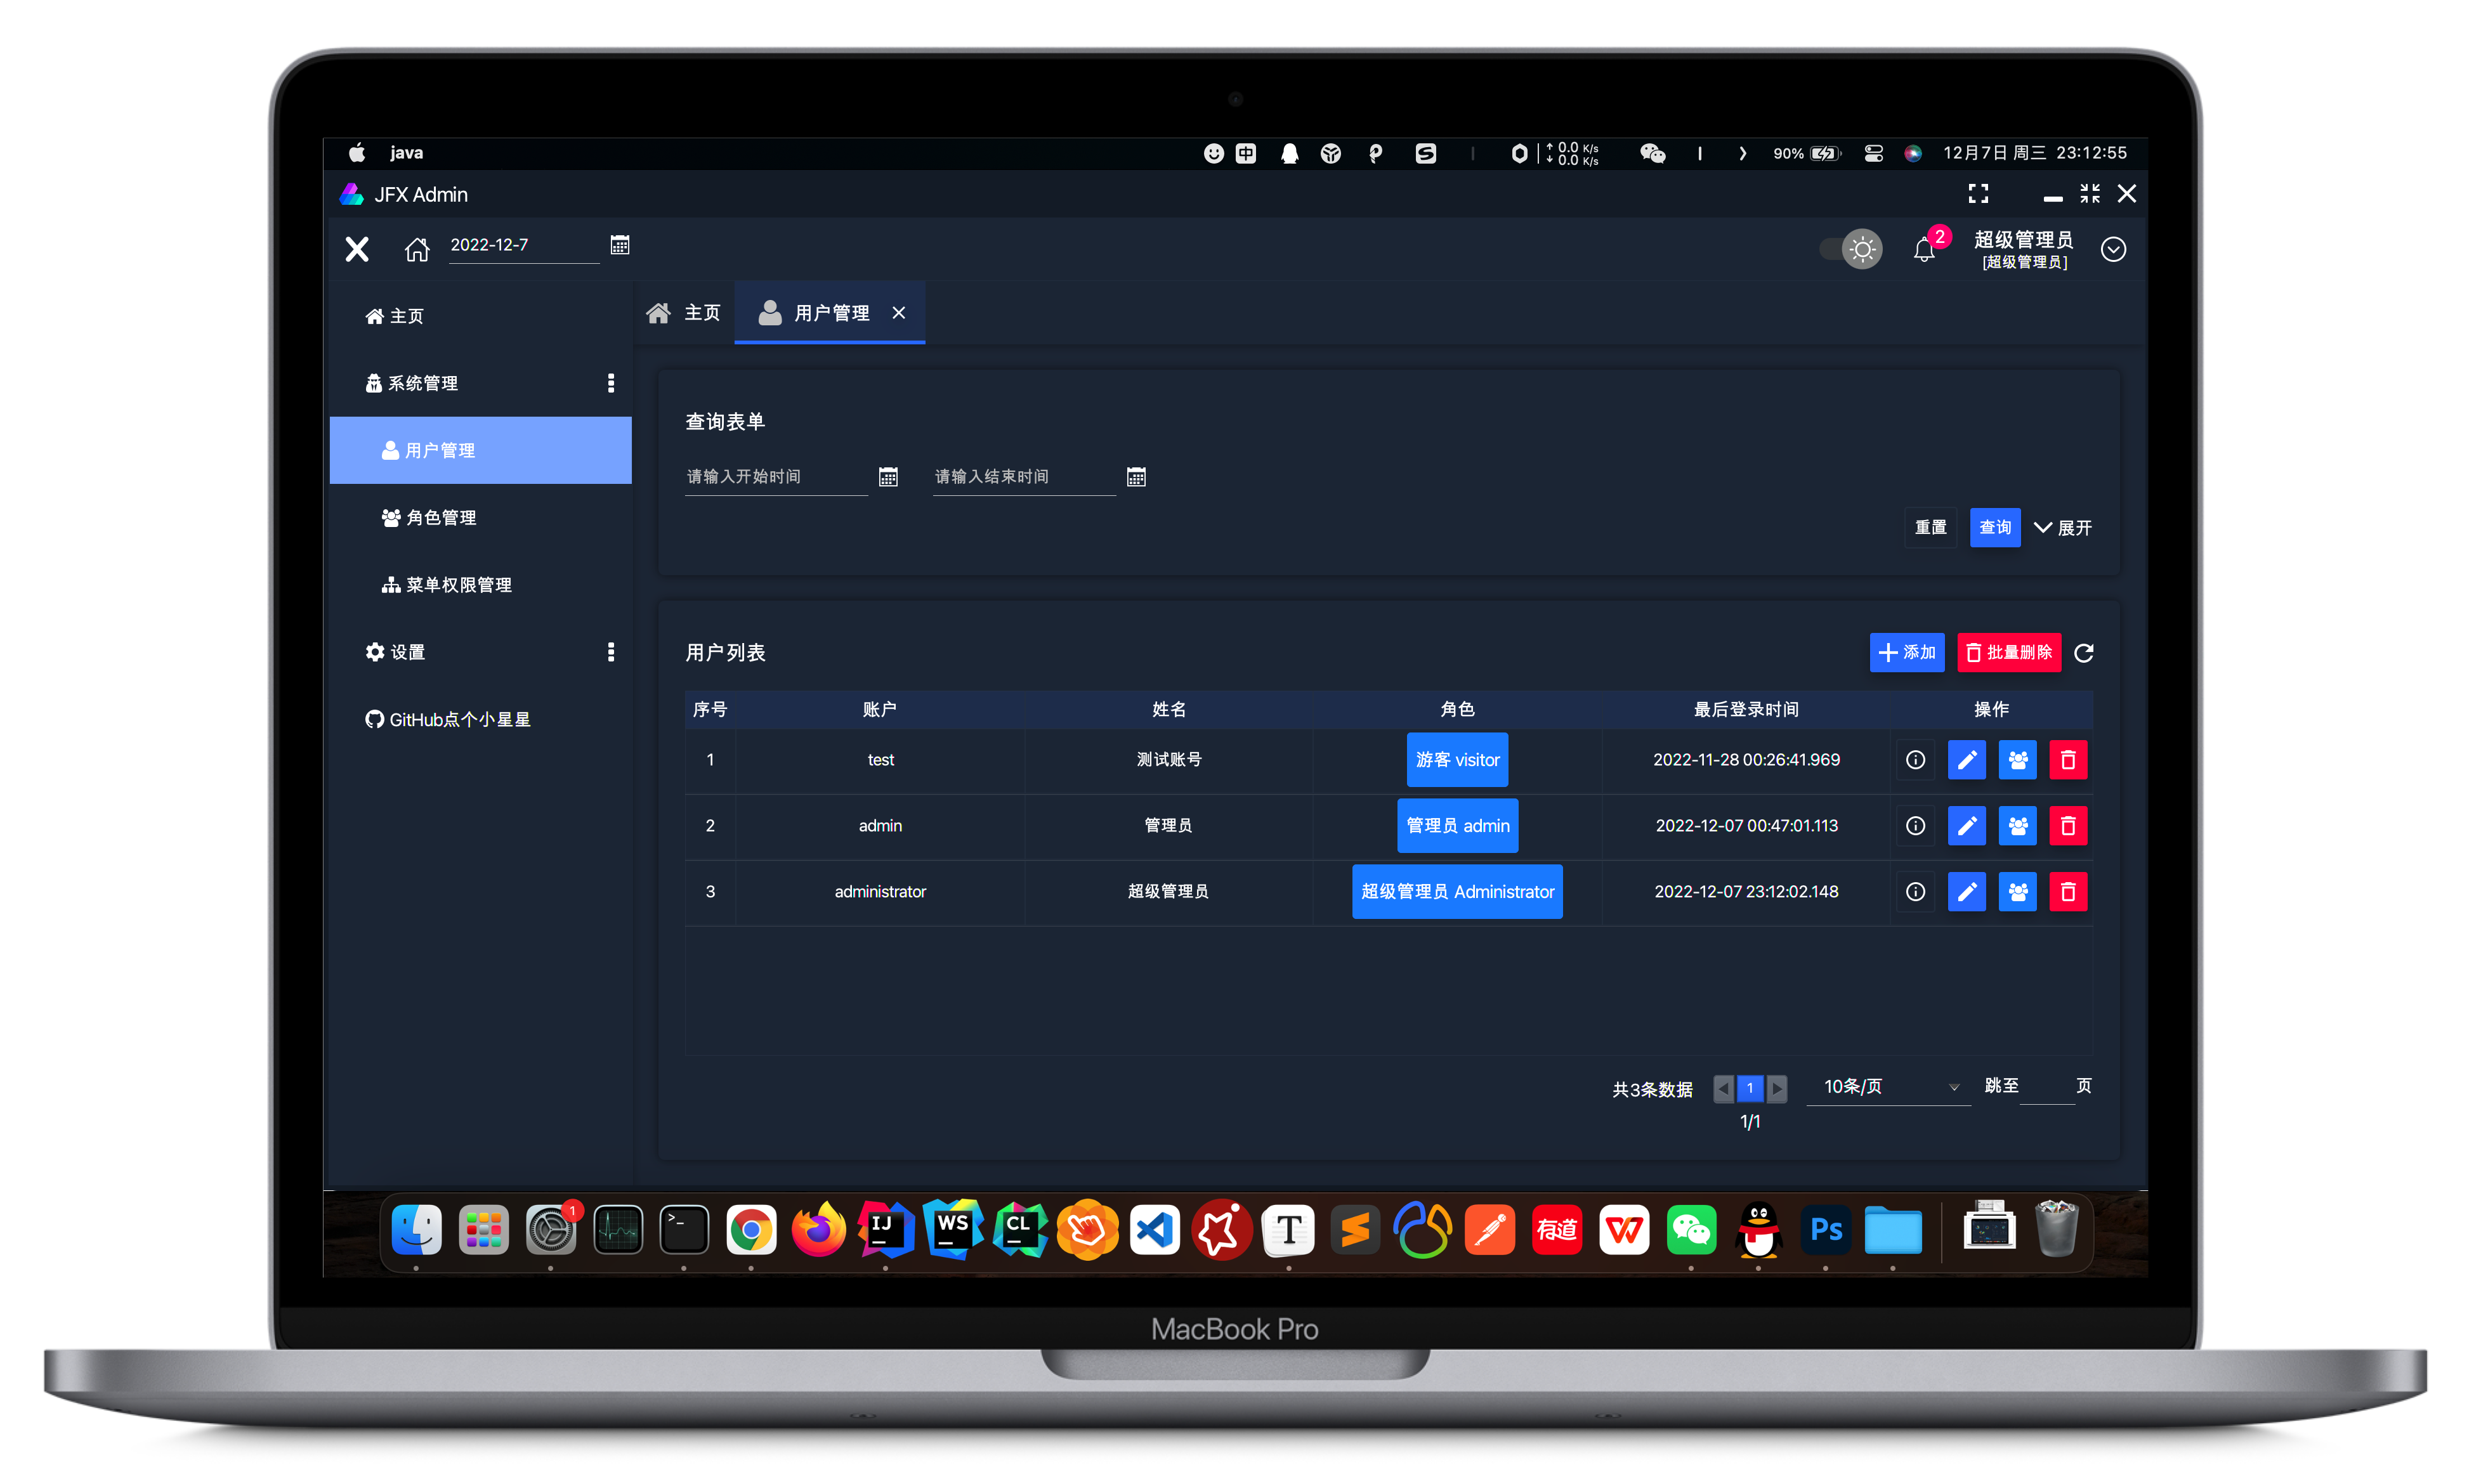 java
中
0.0 K/s
0.0 K/s
90%
12月7日 周三 23:12:55
JFX Admin
2022-12-7
2
超级管理员
[超级管理员]
主页
系统管理
用户管理
角色管理
菜单权限管理
设置
GitHub点个小星星
主页
用户管理
查询表单
请输入开始时间
请输入结束时间
重置
查询
展开
用户列表
添加
批量删除
序号 账户 姓名 角色 最后登录时间 操作
1 test 测试账号 游客 visitor 2022-11-28 00:26:41.969
2 admin 管理员 管理员 admin 2022-12-07 00:47:01.113
3 administrator 超级管理员 超级管理员 Administrator 2022-12-07 23:12:02.148
共3条数据 1 10条/页 跳至 页
1/1
1
IJ
WS
CL
T
有道
W
Ps
MacBook Pro